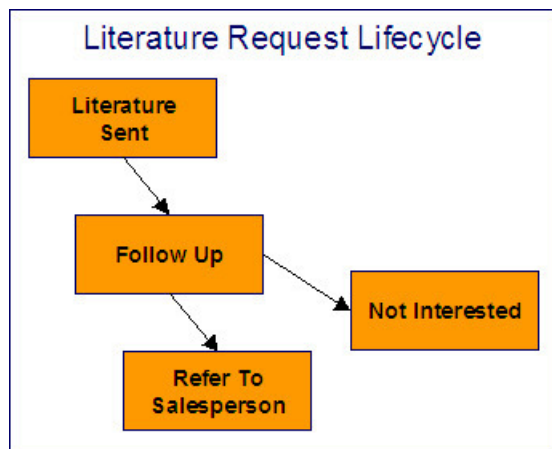 Literature Request Lifecycle
Literature
Sent
Follow Up
Not Interested
Refer To
Salesperson